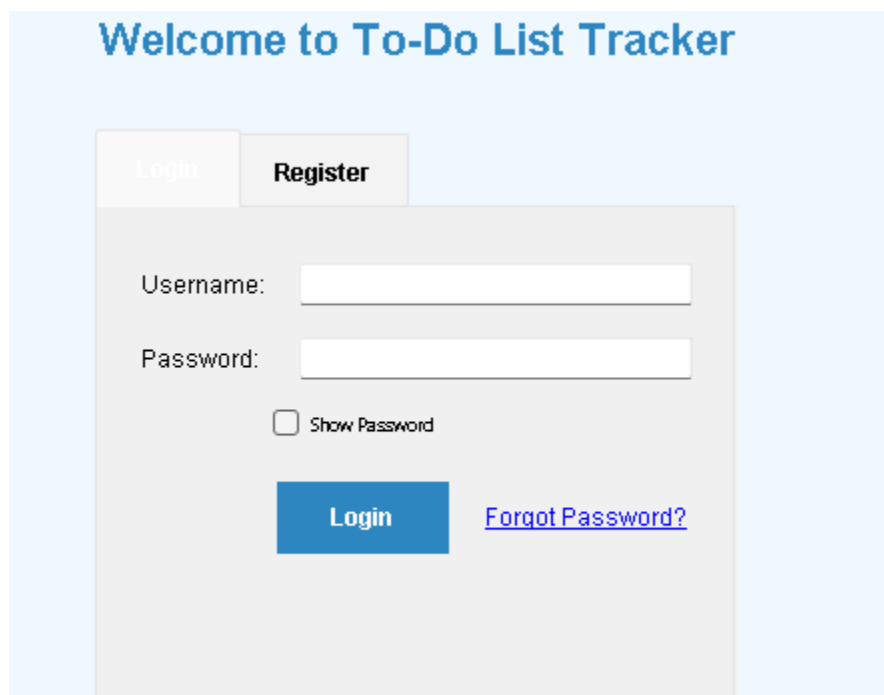 Welcome to To-Do List Tracker
Login Register
Username:
Password:
Show Password
Login Forgot Password?